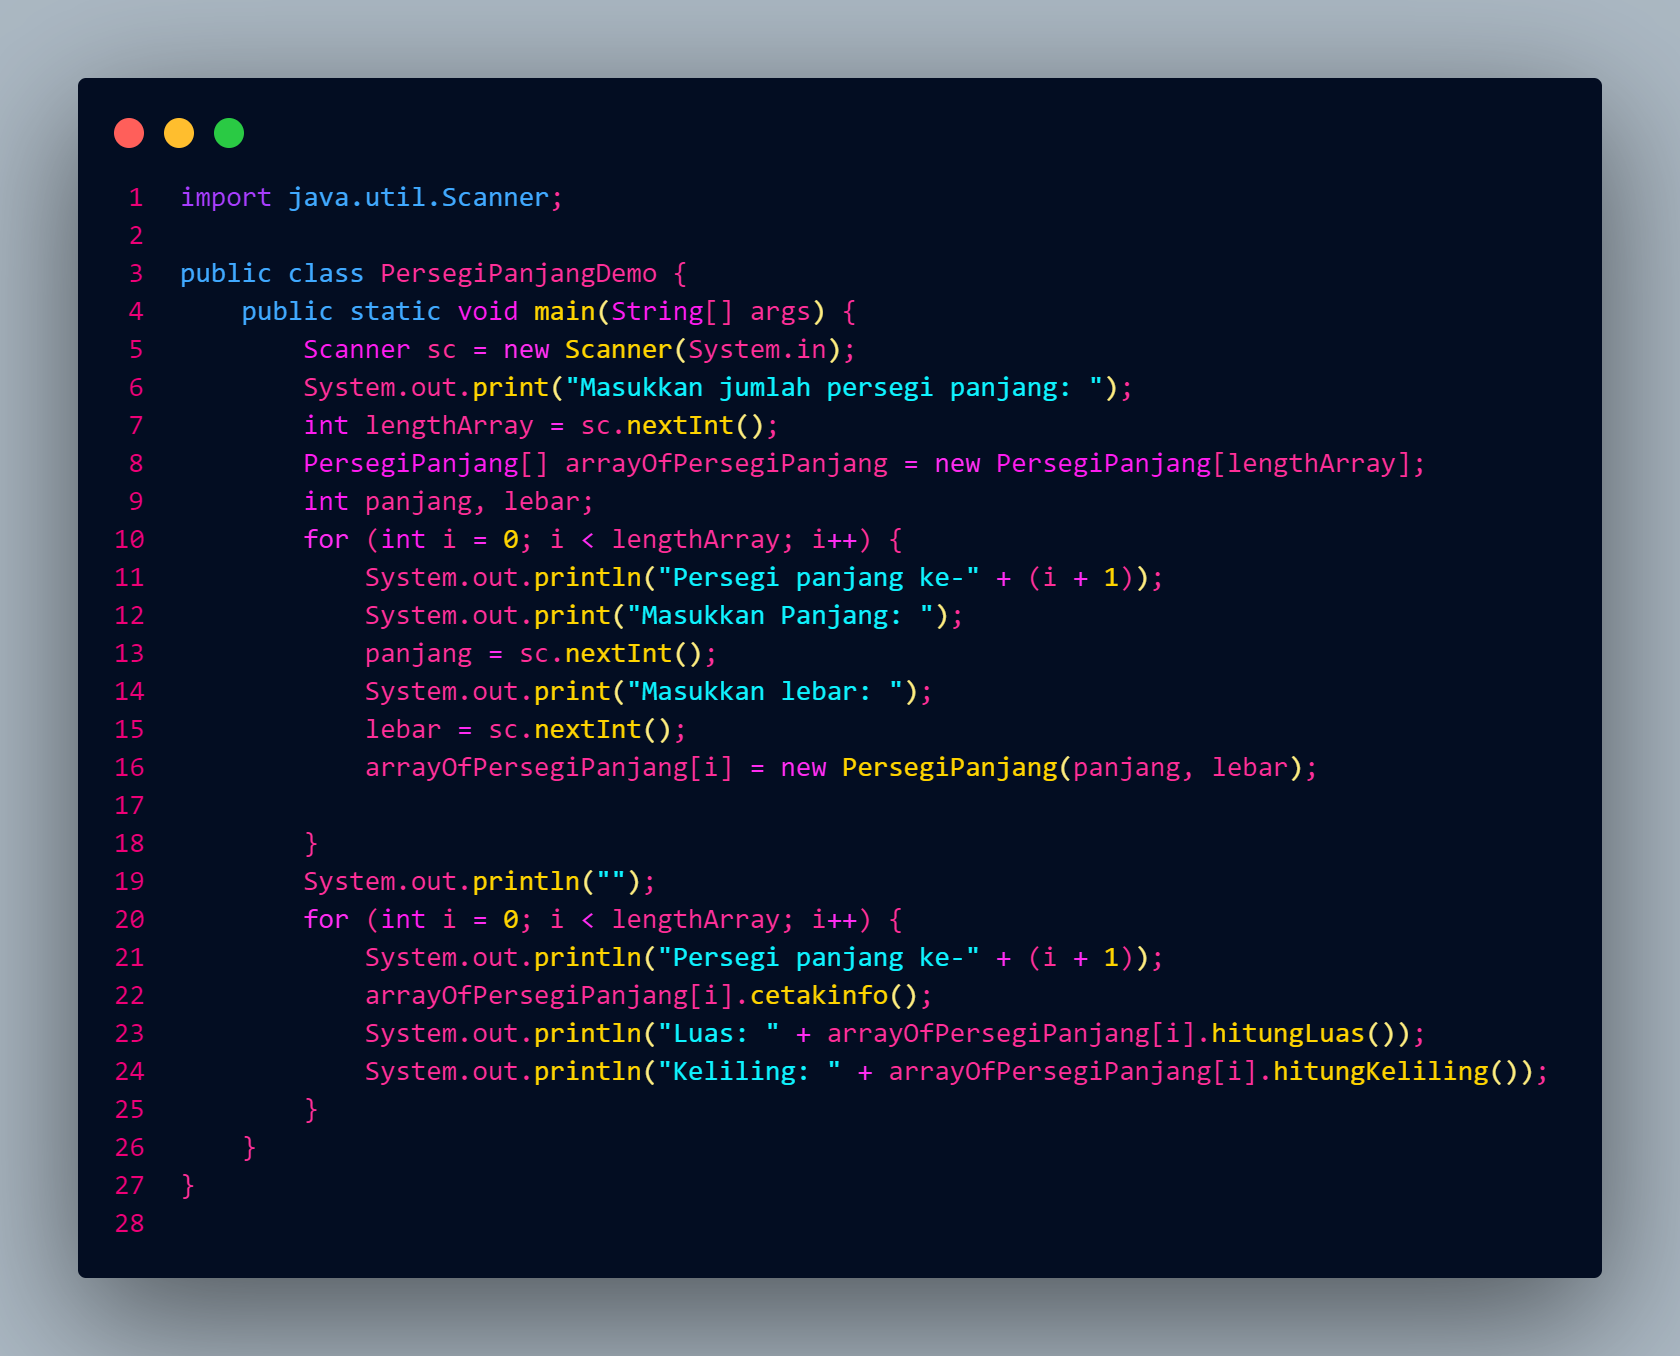 1 import java.util.Scanner;
2
3 public class PersegiPanjangDemo {
4     public static void main(String[] args) {
5         Scanner sc = new Scanner(System.in);
6         System.out.print("Masukkan jumlah persegi panjang: ");
7         int lengthArray = sc.nextInt();
8         PersegiPanjang[] arrayOfPersegiPanjang = new PersegiPanjang[lengthArray];
9         int panjang, lebar;
10         for (int i = 0; i < lengthArray; i++) {
11             System.out.println("Persegi panjang ke-" + (i + 1));
12             System.out.print("Masukkan Panjang: ");
13             panjang = sc.nextInt();
14             System.out.print("Masukkan lebar: ");
15             lebar = sc.nextInt();
16             arrayOfPersegiPanjang[i] = new PersegiPanjang(panjang, lebar);
17
18         }
19         System.out.println("");
20         for (int i = 0; i < lengthArray; i++) {
21             System.out.println("Persegi panjang ke-" + (i + 1));
22             arrayOfPersegiPanjang[i].cetakinfo();
23             System.out.println("Luas: " + arrayOfPersegiPanjang[i].hitungLuas());
24             System.out.println("Keliling: " + arrayOfPersegiPanjang[i].hitungKeliling());
25         }
26     }
27 }
28